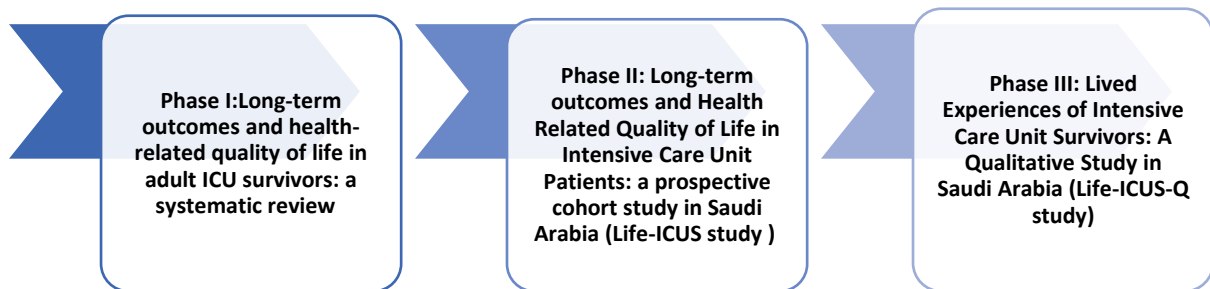 Phase I:Long-term
outcomes and health-
related quality of life in
adult ICU survivors: a
systematic review
Phase II: Long-term
outcomes and Health
Related Quality of Life in
Intensive Care Unit
Patients: a prospective
cohort study in Saudi
Arabia (Life-ICUS study )
Phase III: Lived
Experiences of Intensive
Care Unit Survivors: A
Qualitative Study in
Saudi Arabia (Life-ICUS-Q
study)